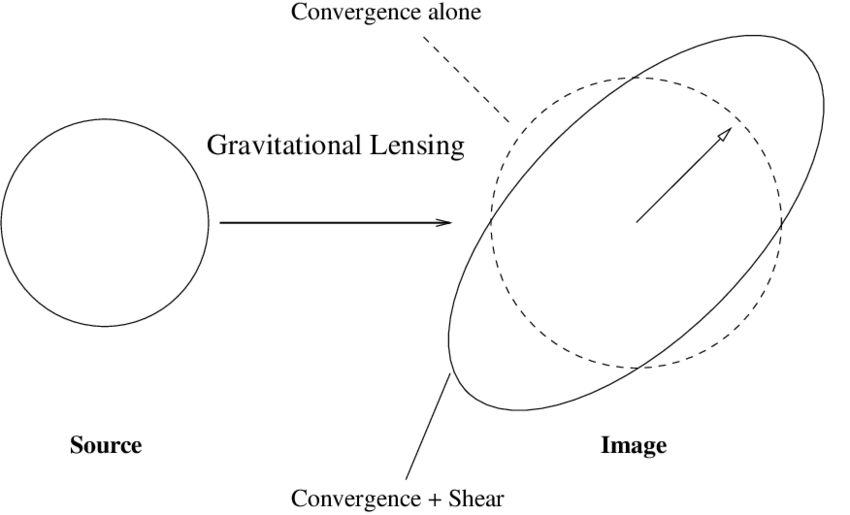 Convergence alone
Gravitational Lensing
Source
Image
Convergence + Shear